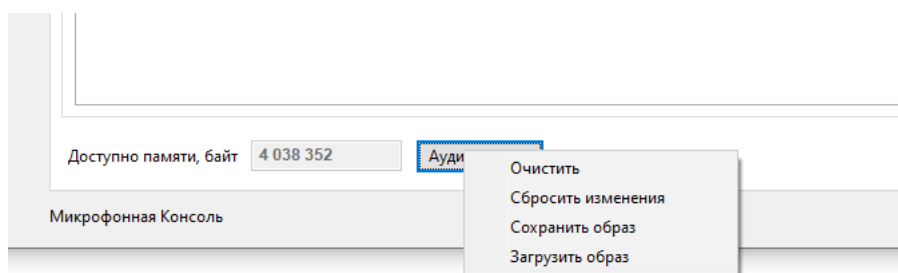 Доступно памяти, байт 4 038 352
Очистить
Сбросить изменения
Микрофонная Консоль
Сохранить образ
Загрузить образ